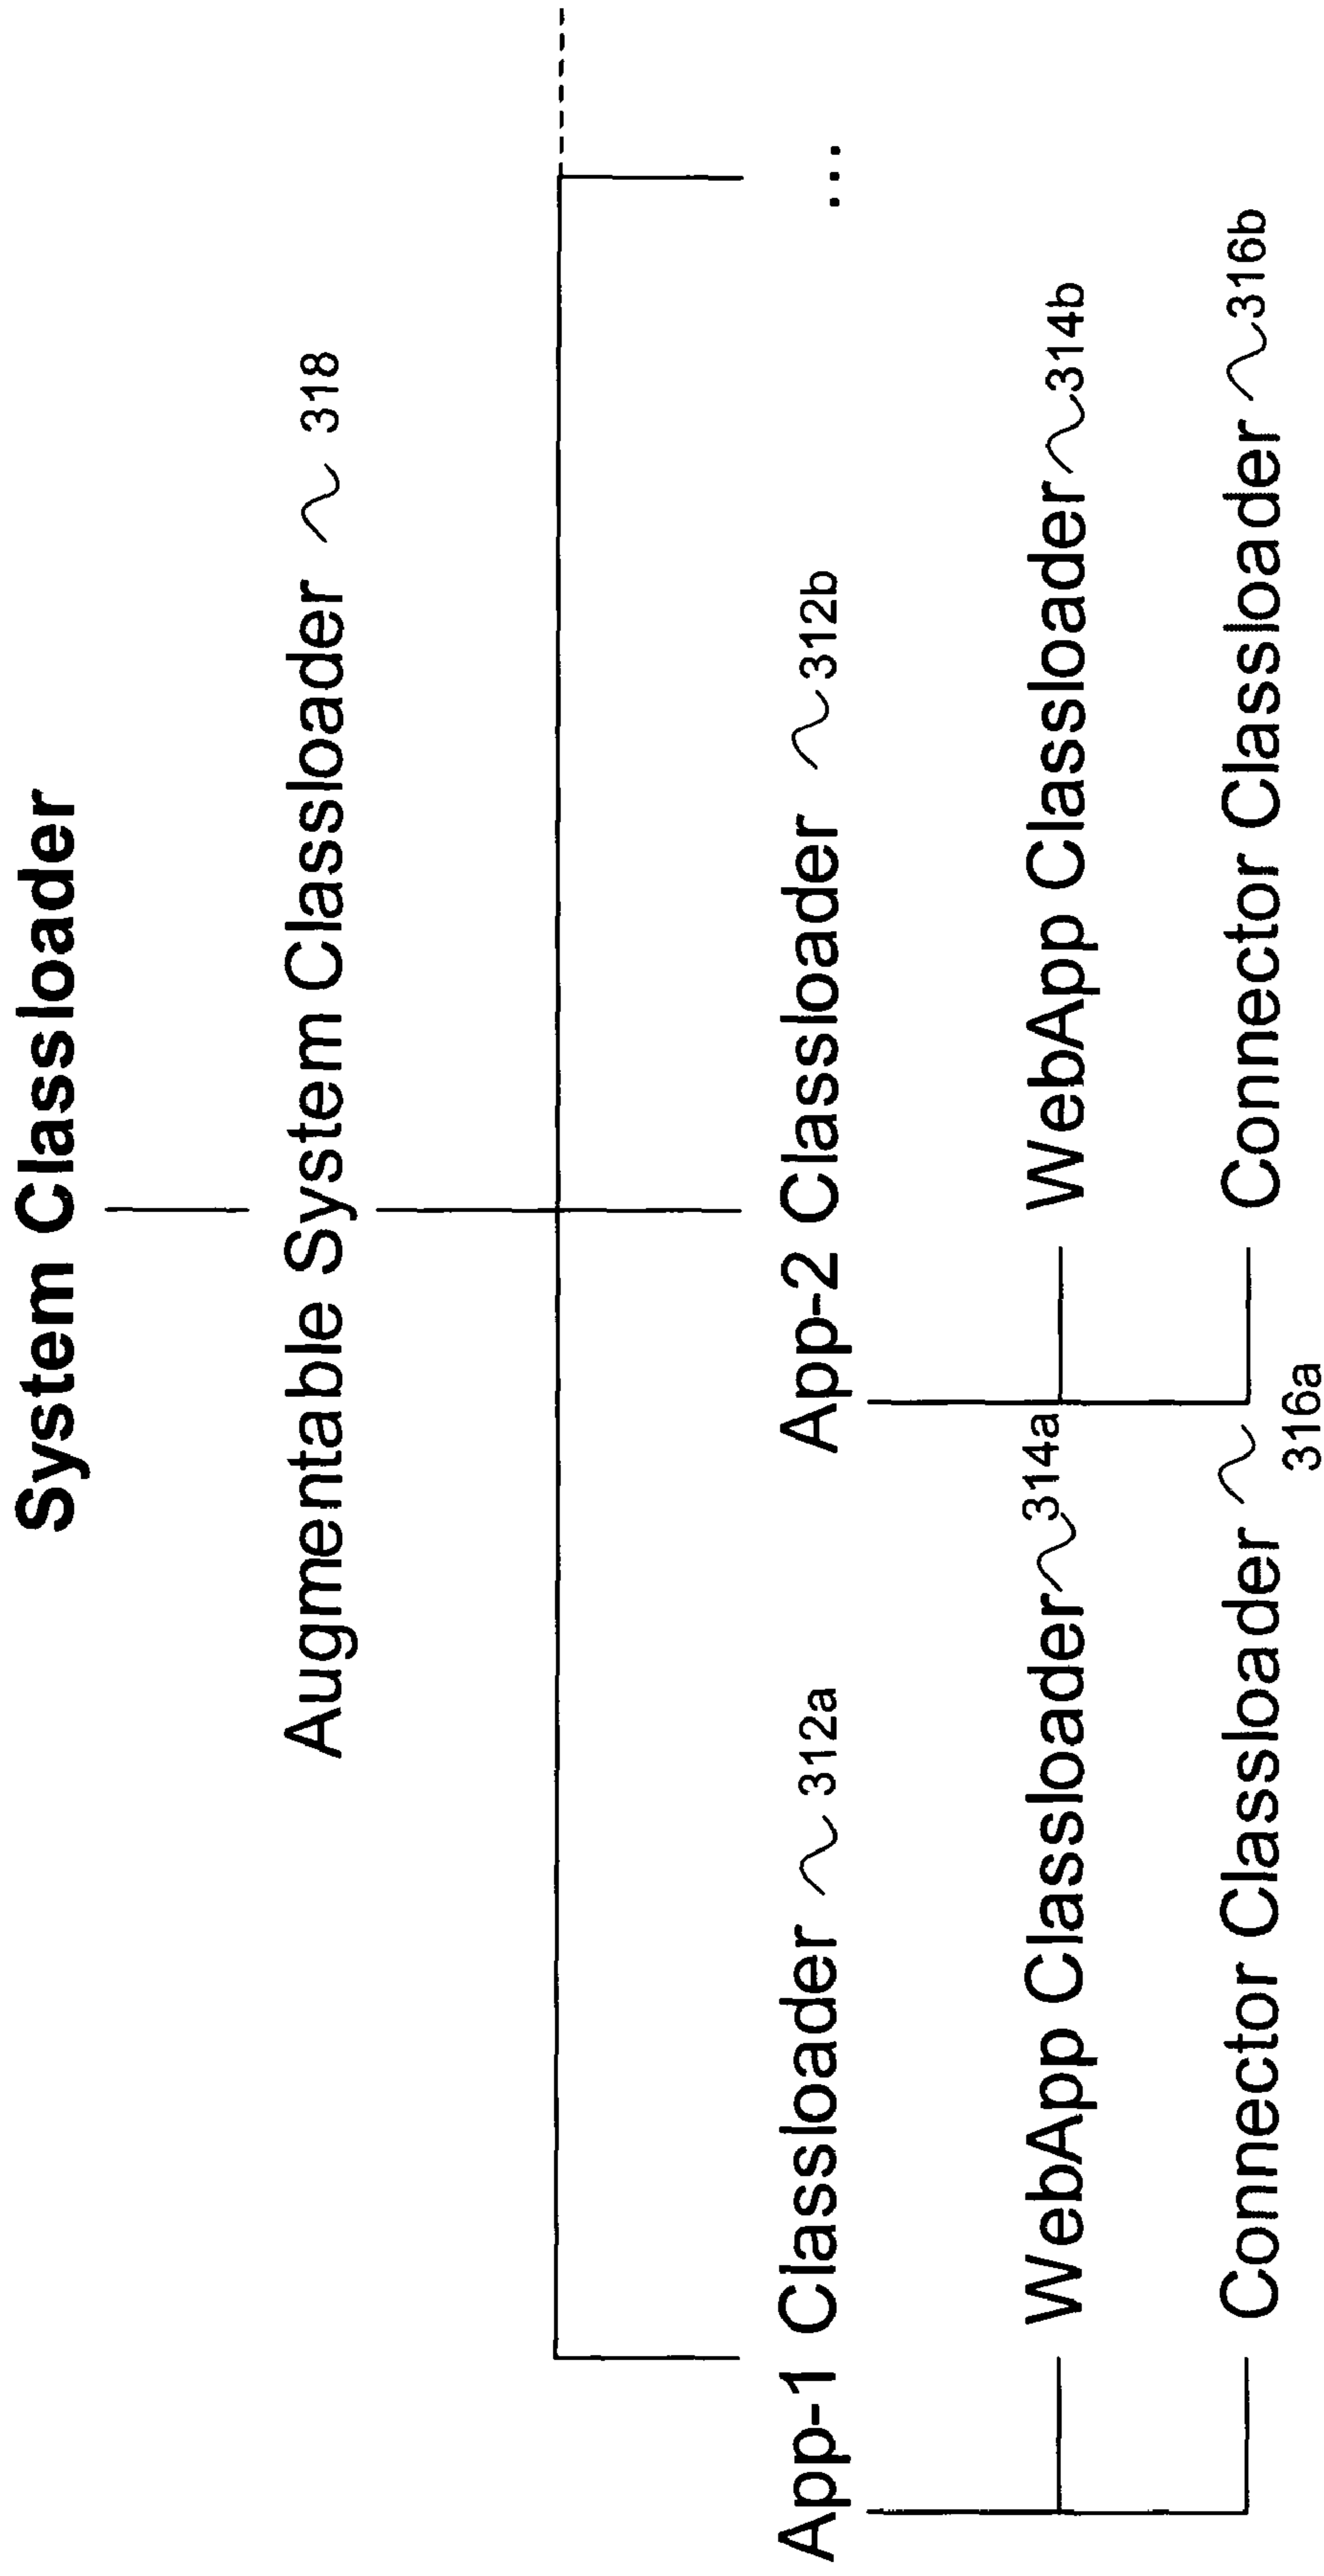 System Classloader
Augmentable System Classloader 318
App-1 Classloader 312a
App-2 Classloader 312b
...
WebApp Classloader 314a
WebApp Classloader 314b
Connector Classloader 316a
Connector Classloader 316b